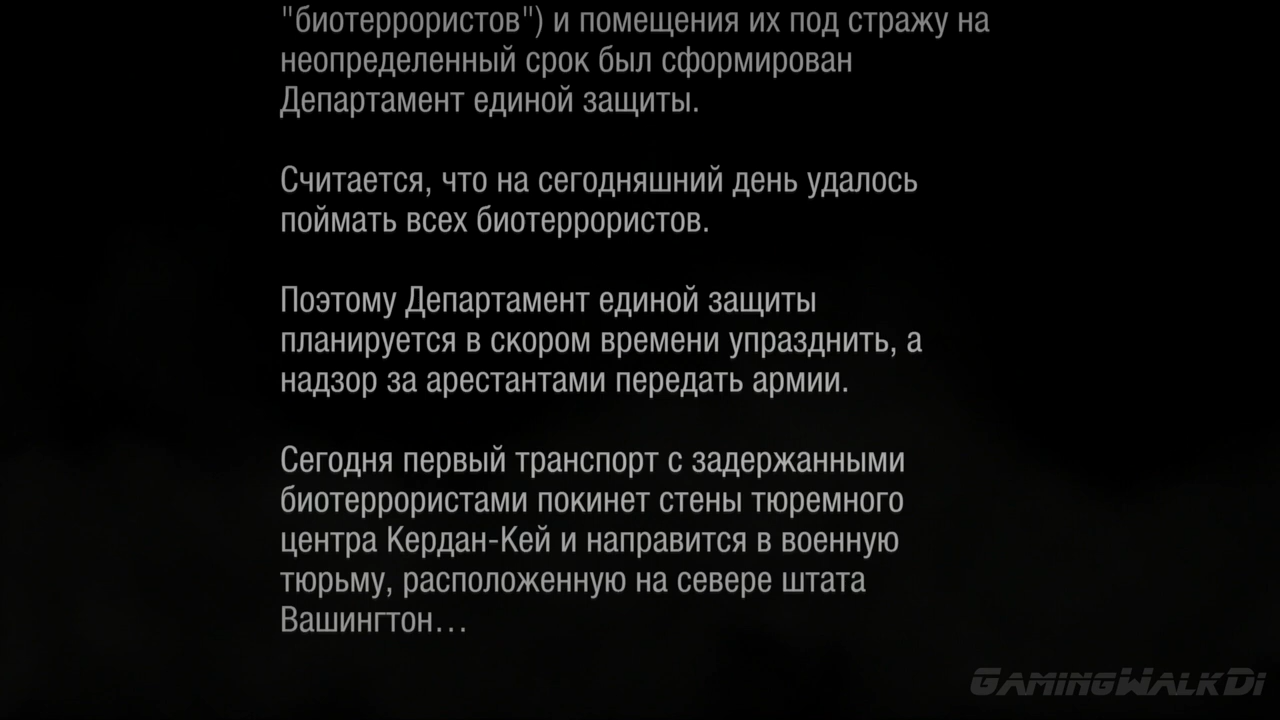 "биотеррористов") и помещения их под стражу на
неопределенный срок был сформирован
Департамент единой защиты.
Считается, что на сегодняшний день удалось
поймать всех биотеррористов.
Поэтому Департамент единой защиты
планируется в скором времени упразднить, а
надзор за арестантами передать армии.
Сегодня первый транспорт с задержанными
биотеррористами покинет стены тюремного
центра Кердан-Кей и направится в военную
тюрьму, расположенную на севере штата
Вашингтон...
GamingWalkDi